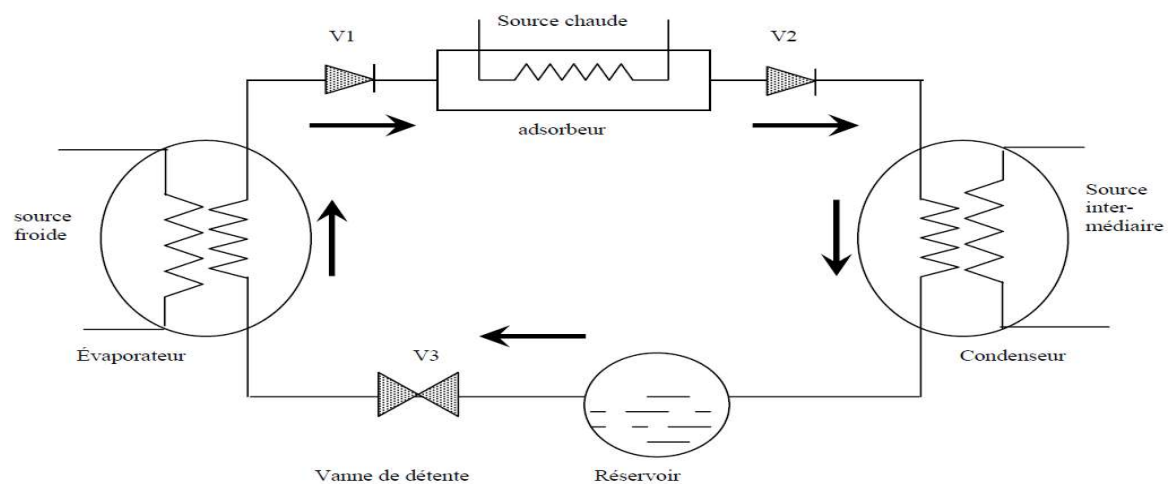 Source chaude
V1
V2
adsorbeur
source
froide
Source
inter-
médiaire
Évaporateur
V3
Condenseur
Vanne de détente
Réservoir